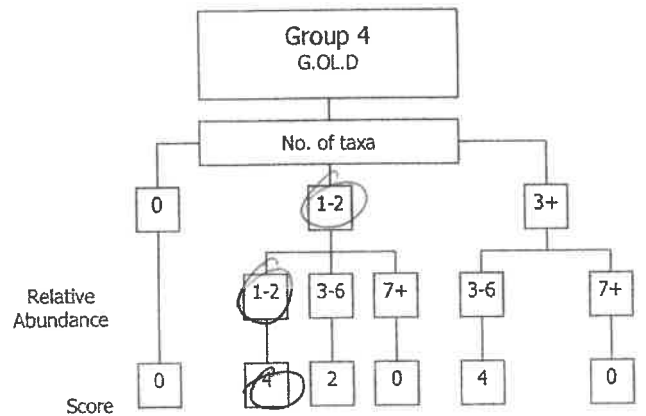 Group 4
G.OL.D
No. of taxa
0 1-2 3+
Relative
Abundance
1-2 3-6 7+ 3-6 7+
Score
0 4 2 0 4 0